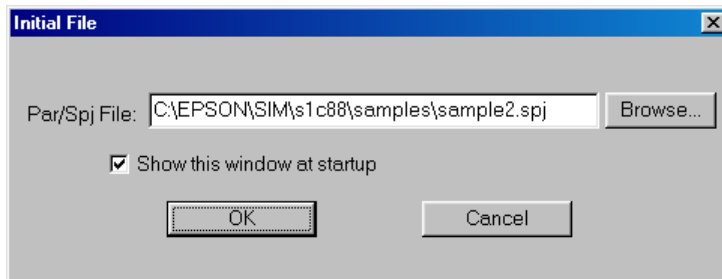 Initial File
Par/Spj File: C:\EPSON\SIM\s1c88\samples\sample2.spj Browse...
Show this window at startup
OK Cancel